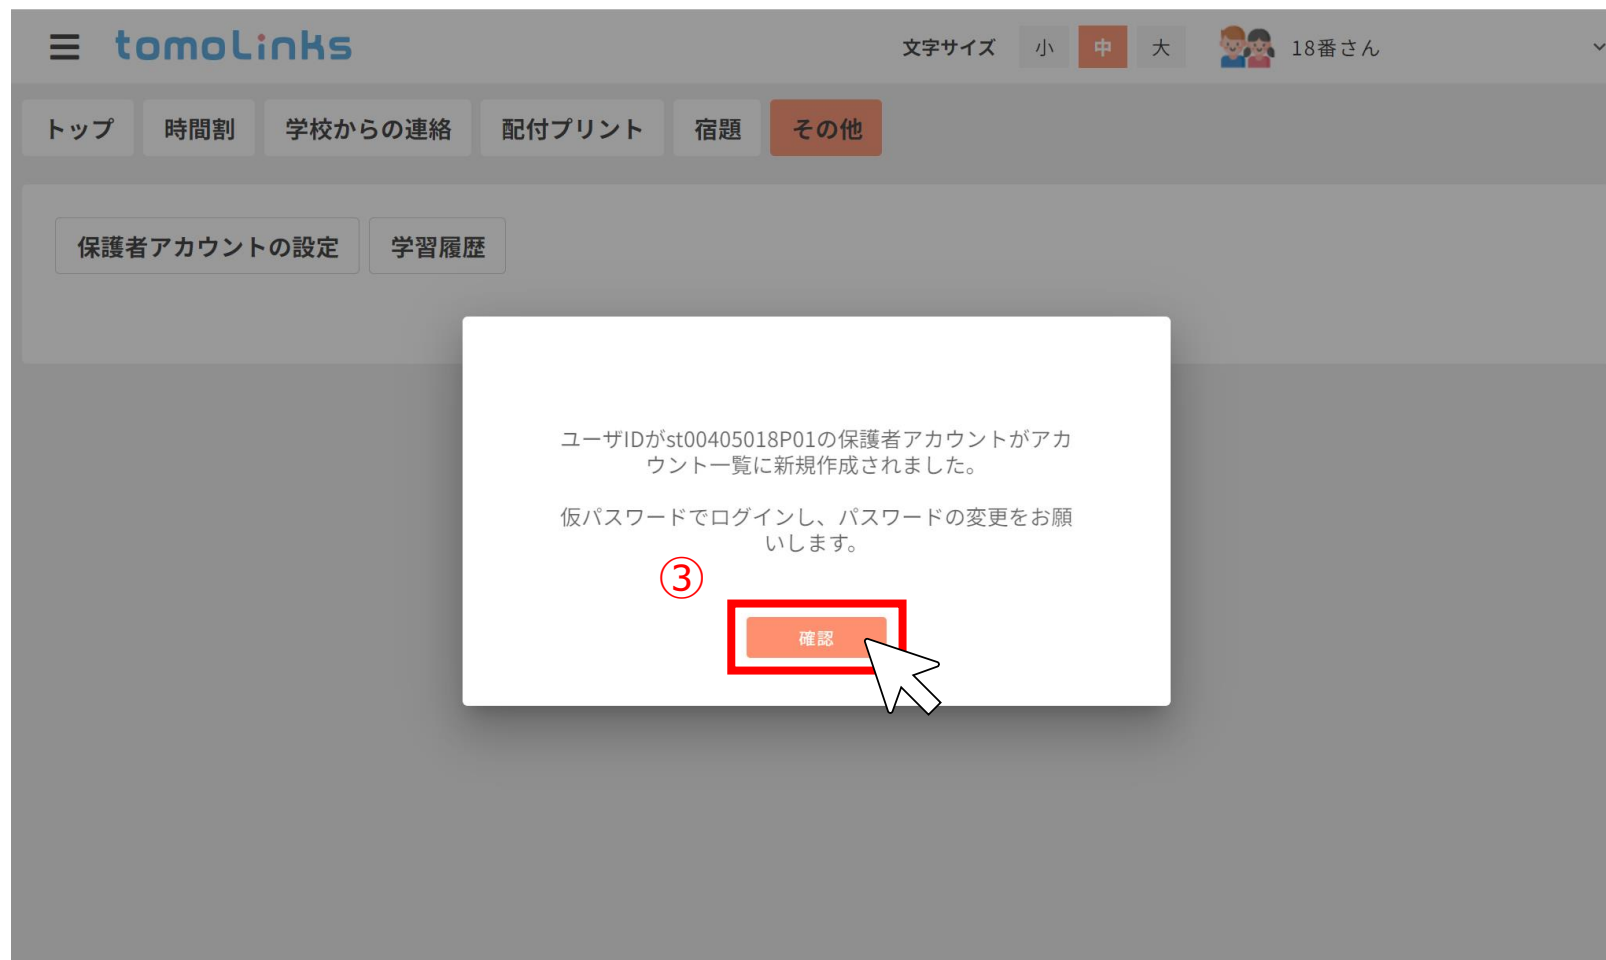 tomoLinks
文字サイズ 小 中 大 18番さん
トップ 時間割 学校からの連絡 配付プリント 宿題 その他
保護者アカウントの設定 学習履歴
ユーザIDがst00405018P01の保護者アカウントがアカ
ウント一覧に新規作成されました。
仮パスワードでログインし、パスワードの変更をお願
いします。
③
確認